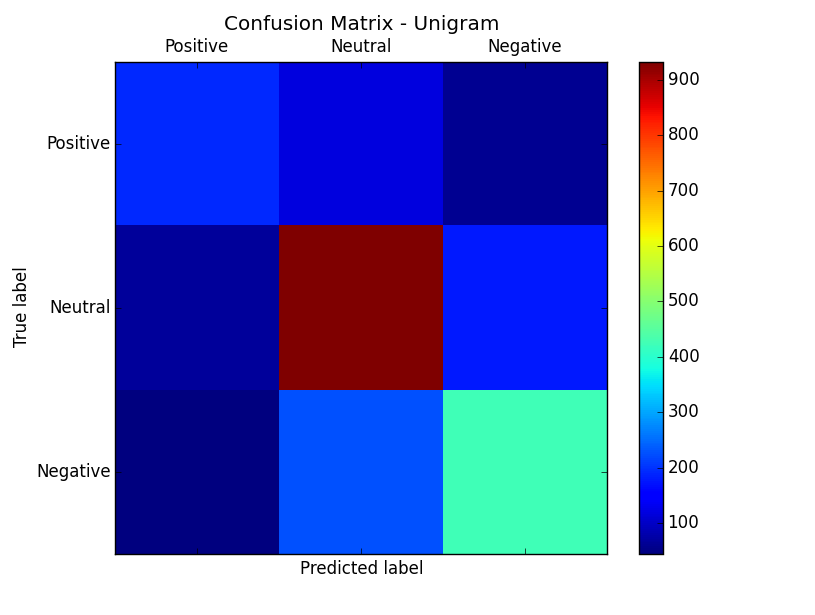 Confusion Matrix - Unigram
Positive Neutral Negative
Positive
Neutral
Negative
True label
Predicted label
900
800
700
600
500
400
300
200
100